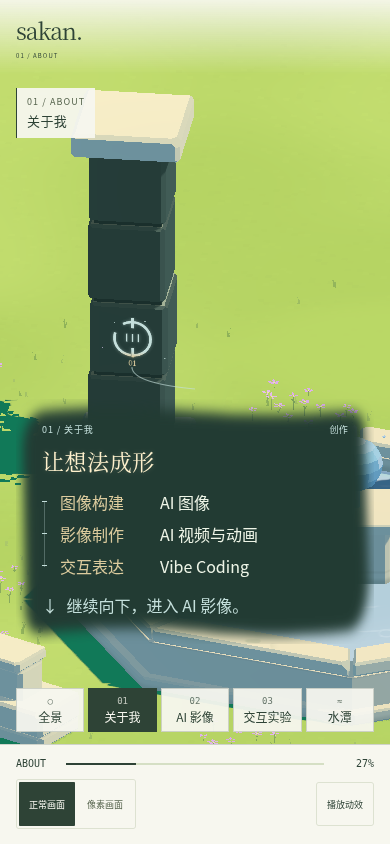 sakan.
01 / ABOUT
01 / ABOUT
关于我
01
01 / 关于我
创作
让想法成形
图像构建 AI 图像
影像制作 AI 视频与动画
交互表达 Vibe Coding
↓ 继续向下，进入 AI 影像。
全景
01
关于我
02
AI 影像
03
交互实验
≈
水潭
ABOUT
27%
正常画面
像素画面
播放动效